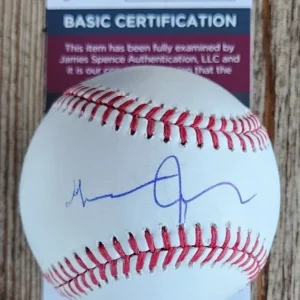 BASIC CERTIFICATION
This item has been fully examined by
James Spence Authentication, LLC and
it is our that the